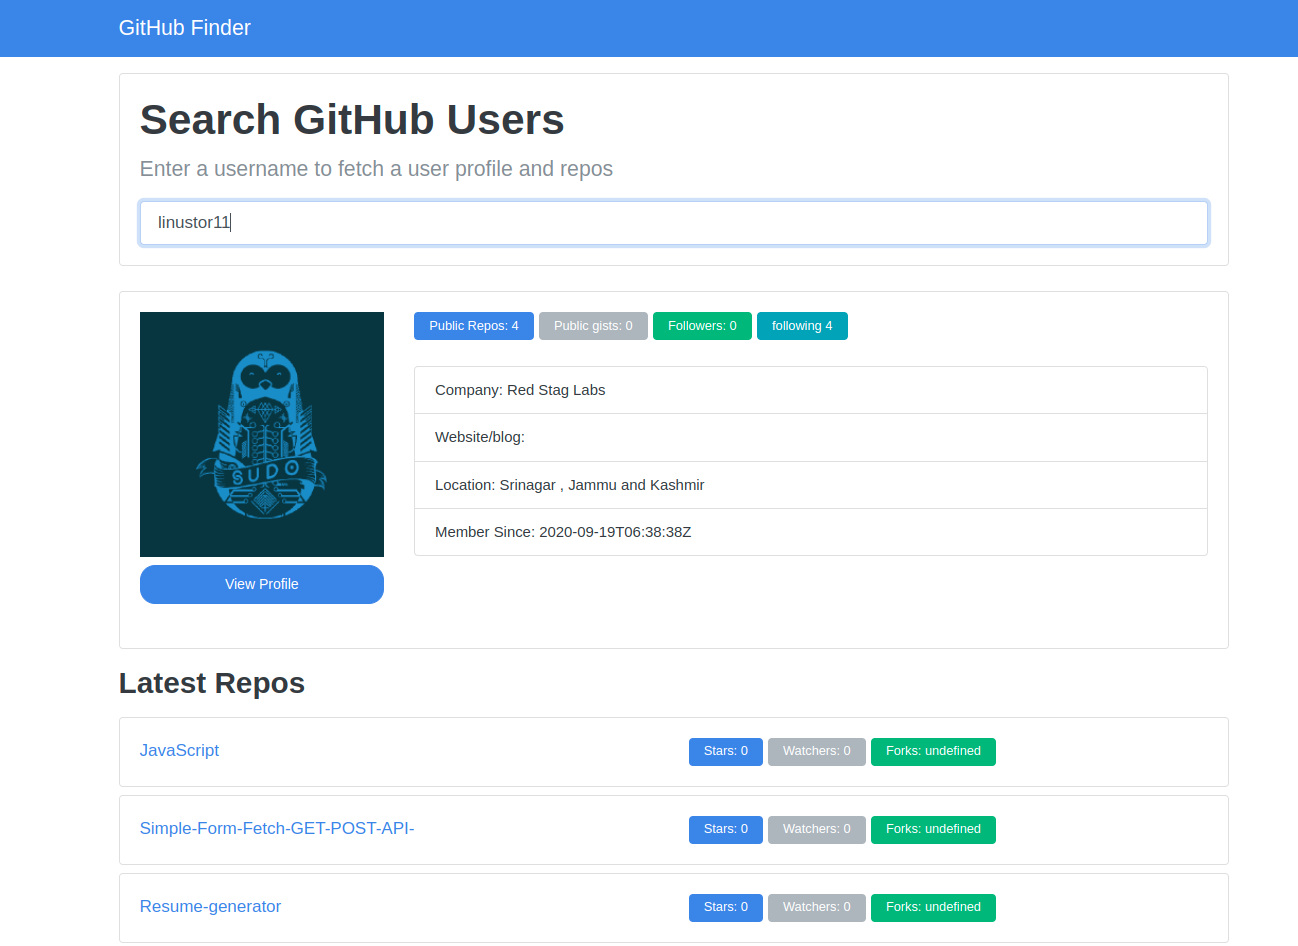 GitHub Finder
Search GitHub Users
Enter a username to fetch a user profile and repos
linustor11
Public Repos: 4 Public gists: 0 Followers: 0 following 4
Company: Red Stag Labs
Website/blog:
Location: Srinagar , Jammu and Kashmir
Member Since: 2020-09-19T06:38:38Z
SUDO
View Profile
Latest Repos
JavaScript Stars: 0 Watchers: 0 Forks: undefined
Simple-Form-Fetch-GET-POST-API- Stars: 0 Watchers: 0 Forks: undefined
Resume-generator Stars: 0 Watchers: 0 Forks: undefined